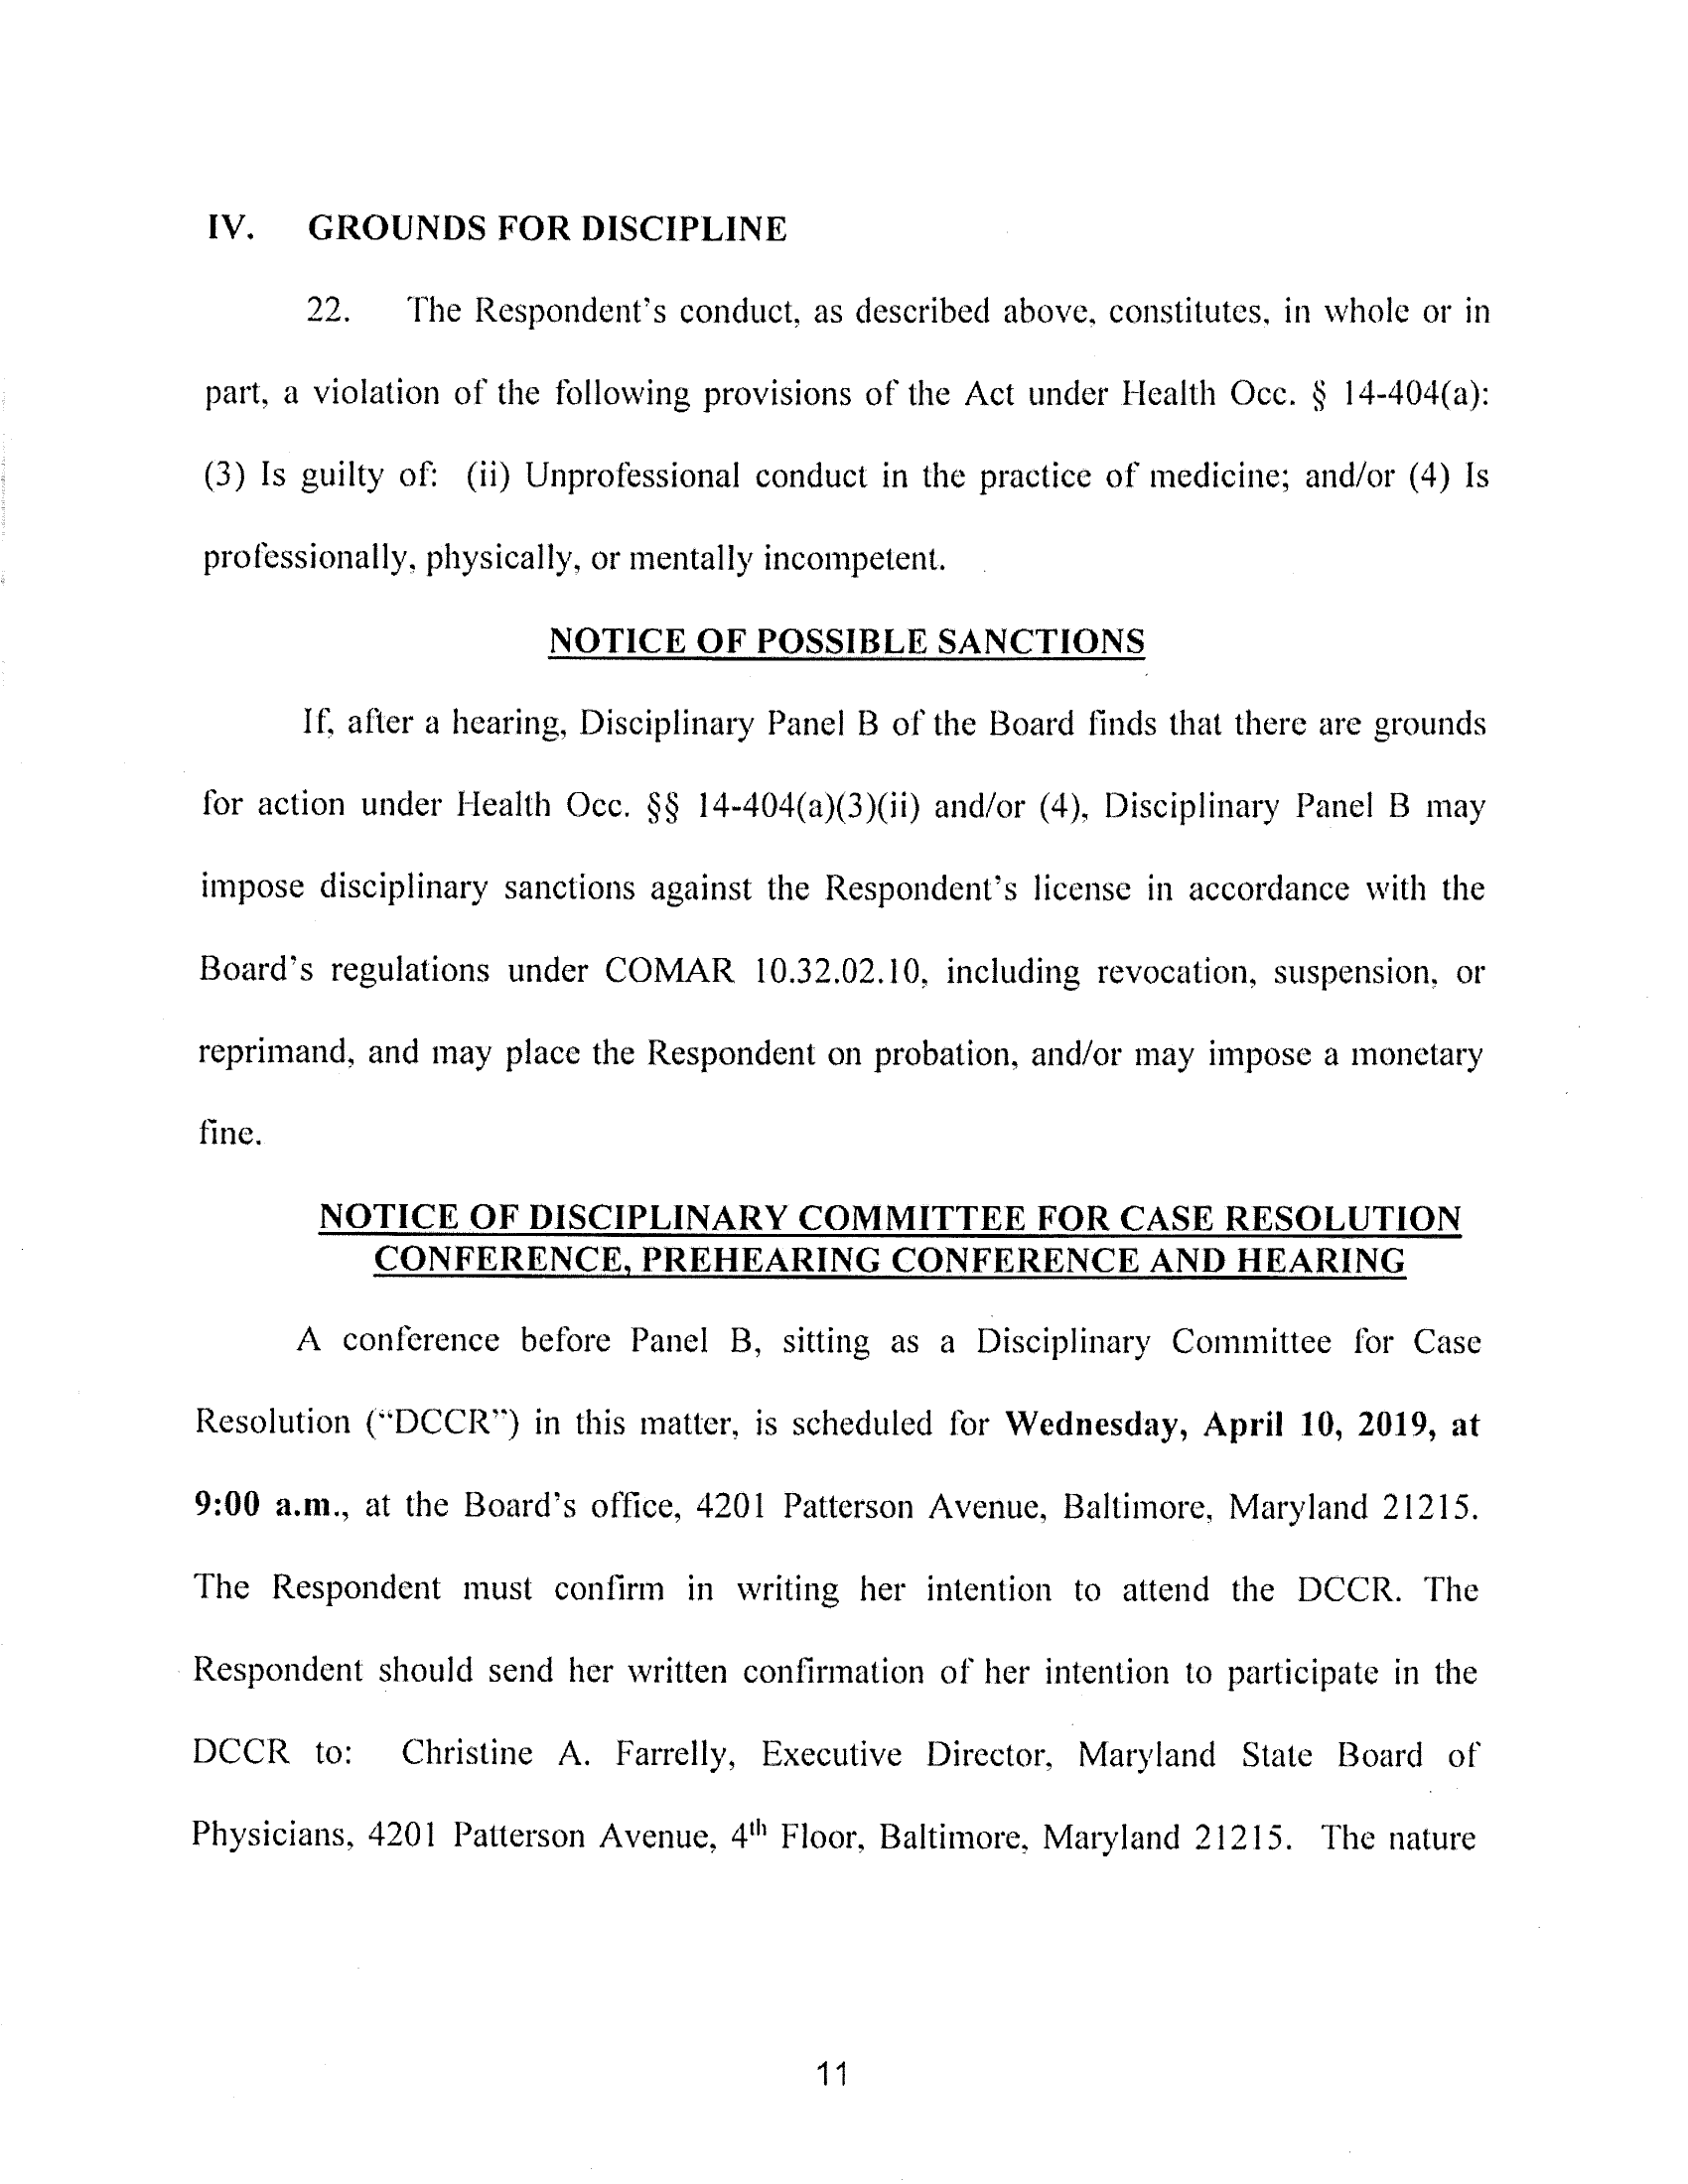 IV. GROUNDS FOR DISCIPLINE
22. The Respondent's conduct, as described above, constitutes, in whole or in
part, a violation of the following provisions of the Act under Health Occ. § 14-404(a):
(3) Is guilty of: (ii) Unprofessional conduct in the practice of medicine; and/or (4) Is
professionally, physically, or mentally incompetent.
NOTICE OF POSSIBLE SANCTIONS
If, after a hearing, Disciplinary Panel B of the Board finds that there are grounds
for action under Health Occ. §§ 14-404(a)(3)(ii) and/or (4), Disciplinary Panel B may
impose disciplinary sanctions against the Respondent's license in accordance with the
Board's regulations under COMAR 10.32.02.10, including revocation, suspension, or
reprimand, and may place the Respondent on probation, and/or may impose a monetary
fine.
NOTICE OF DISCIPLINARY COMMITTEE FOR CASE RESOLUTION
CONFERENCE, PREHEARING CONFERENCE AND HEARING
A conference before Panel B, sitting as a Disciplinary Committee for Case
Resolution ("DCCR") in this matter, is scheduled for Wednesday, April 10, 2019, at
9:00 a.m., at the Board's office, 4201 Patterson Avenue, Baltimore, Maryland 21215.
The Respondent must confirm in writing her intention to attend the DCCR. The
Respondent should send her written confirmation of her intention to participate in the
DCCR to: Christine A. Farrelly, Executive Director, Maryland State Board of
Physicians, 4201 Patterson Avenue, 4th Floor, Baltimore, Maryland 21215. The nature
11